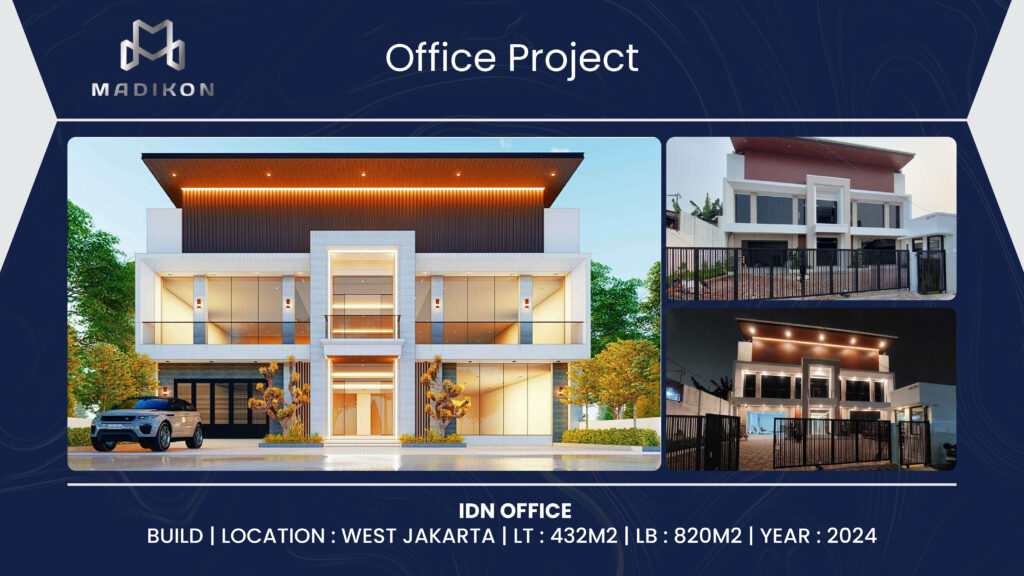 MADIKON
Office Project
IDN OFFICE
BUILD | LOCATION : WEST JAKARTA | LT : 432M2 | LB : 820M2 | YEAR : 2024